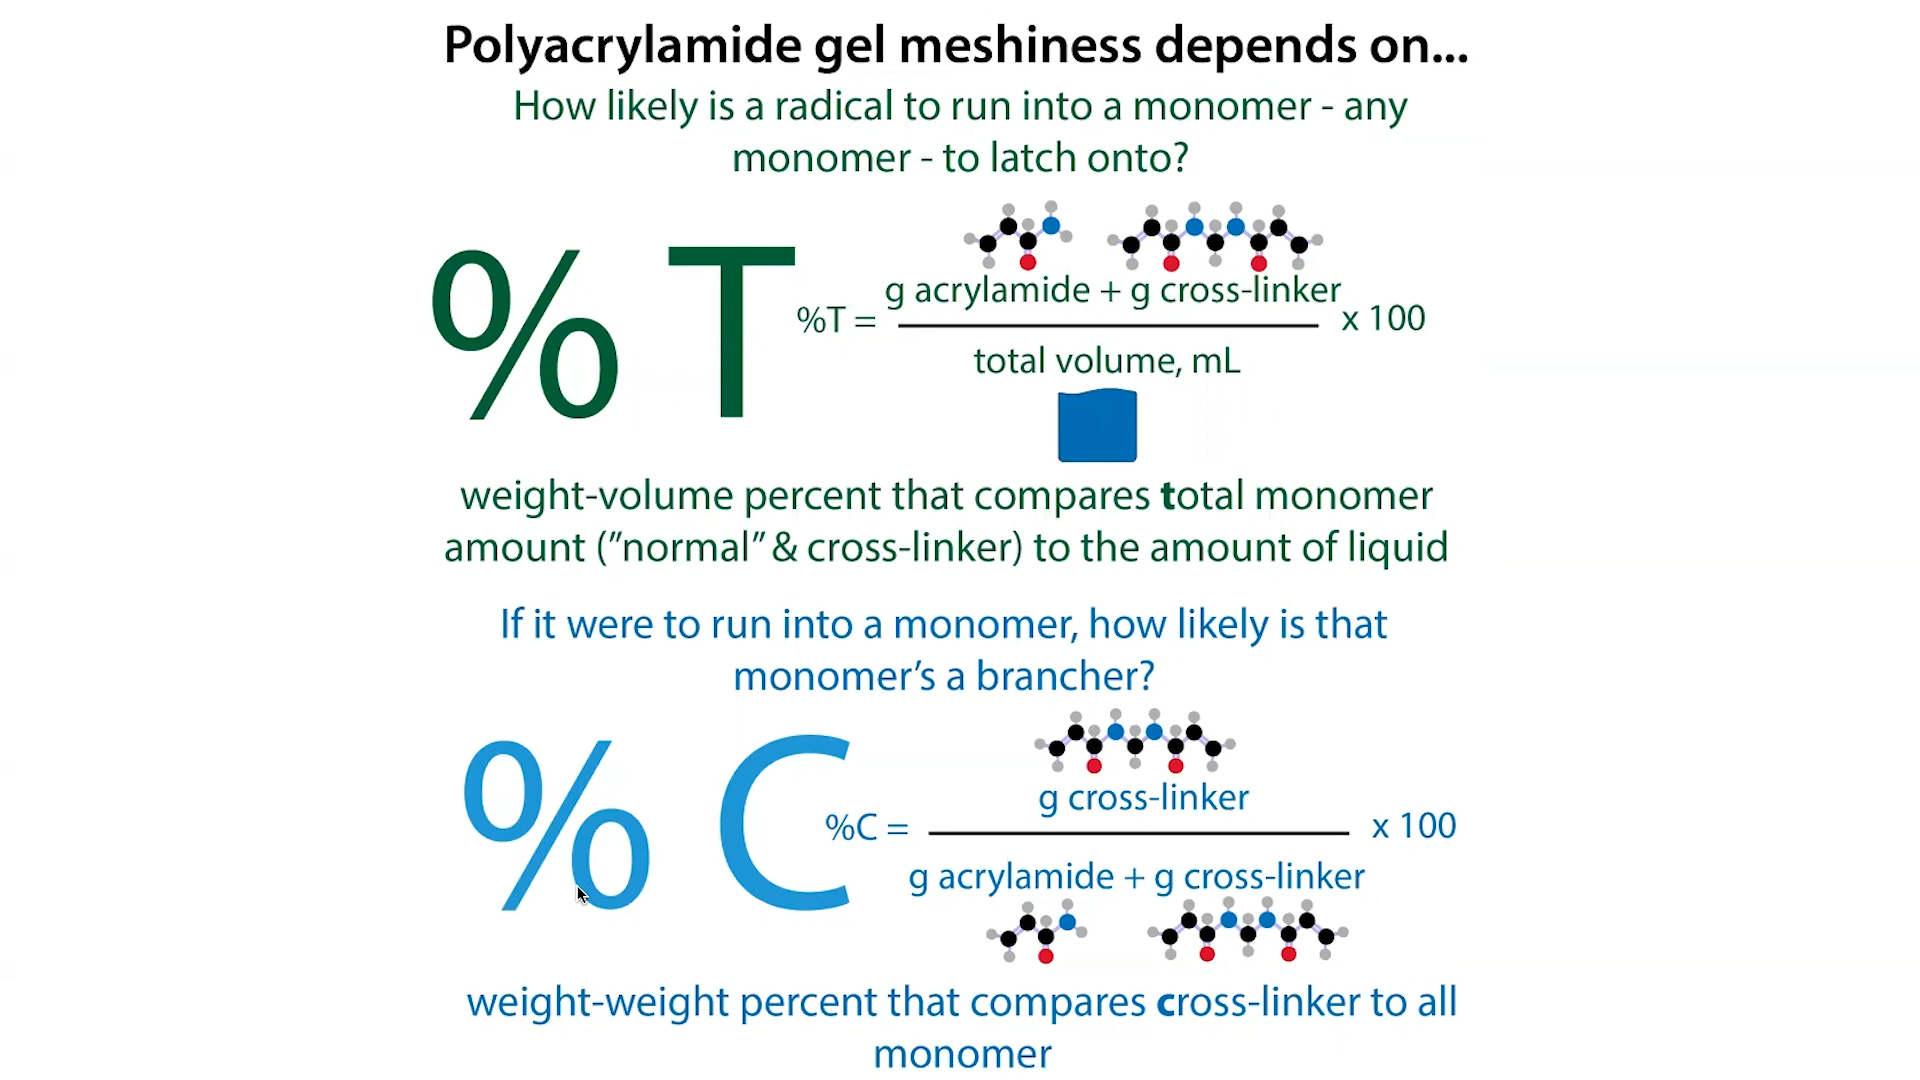 Polyacrylamide gel meshiness depends on...
How likely is a radical to run into a monomer - any
monomer - to latch onto?
% T
g acrylamide + g cross-linker
%T =
x 100
total volume, mL
weight-volume percent that compares total monomer
amount (”normal” & cross-linker) to the amount of liquid
If it were to run into a monomer, how likely is that
monomer’s a brancher?
% C
g cross-linker
%C =
x 100
g acrylamide + g cross-linker
weight-weight percent that compares cross-linker to all
monomer